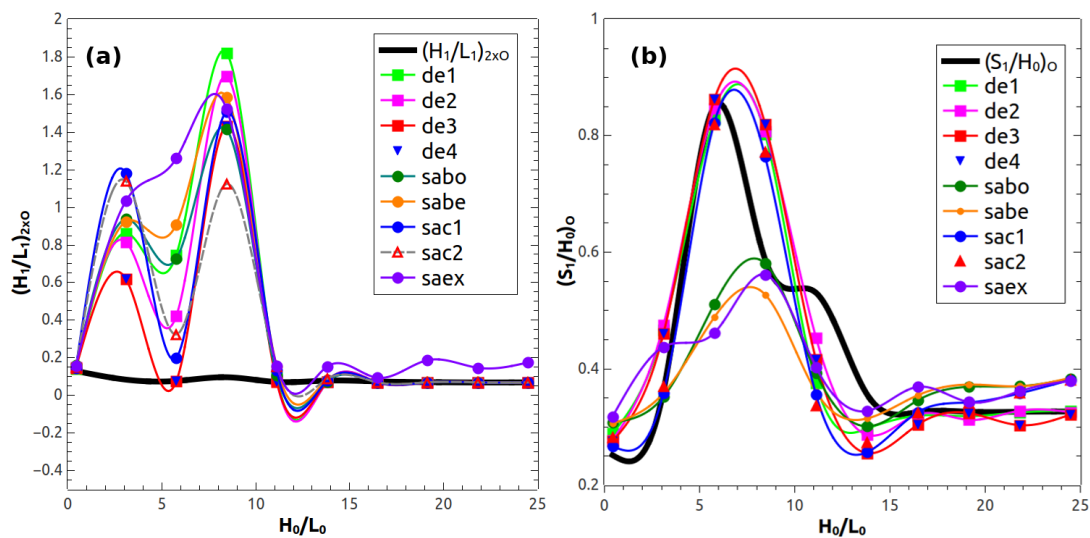 (a)
(H₁/L₁)₂ₓO
2
1.8
1.6
1.4
1.2
1
0.8
0.6
0.4
0.2
0
−0.2
−0.4
0 5 10 15 20 25
H₀/L₀
(H₁/L₁)₂ₓO
de1
de2
de3
de4
sabo
sabe
sac1
sac2
saex
(b)
(S₁/H₀)O
1
0.8
0.6
0.4
0.2
0 5 10 15 20 25
H₀/L₀
(S₁/H₀)O
de1
de2
de3
de4
sabo
sabe
sac1
sac2
saex